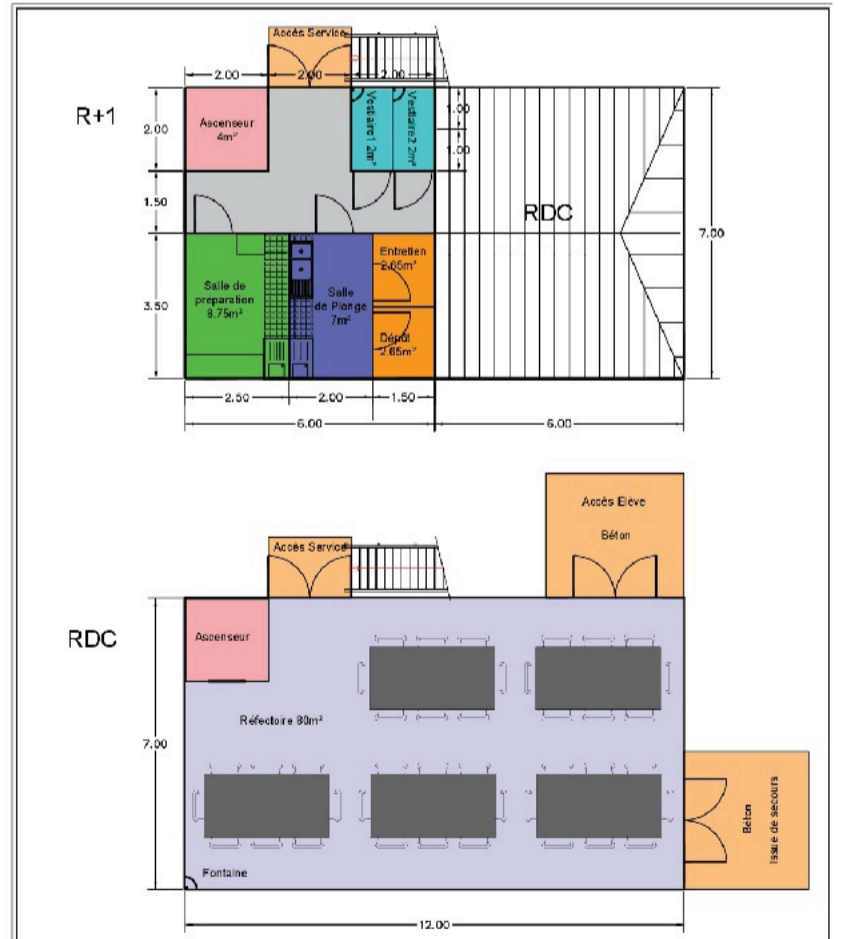 Accès Service
2.00
2.00
2.00
R+1
2.00
Ascenseur
4m²
Vestiaire 1 2m²
Vestiaire 2 2m²
1.00
1.00
1.50
RDC
7.00
3.50
Salle de
préparation
8.75m²
Salle
de Plonge
7m²
Entretien
2.65m²
Dépôt
2.65m²
2.50
2.00
1.50
6.00
6.00
Accès Elève
Béton
Accès Service
RDC
Ascenseur
Réfectoire 80m²
7.00
Béton
Issue de secours
Fontaine
12.00